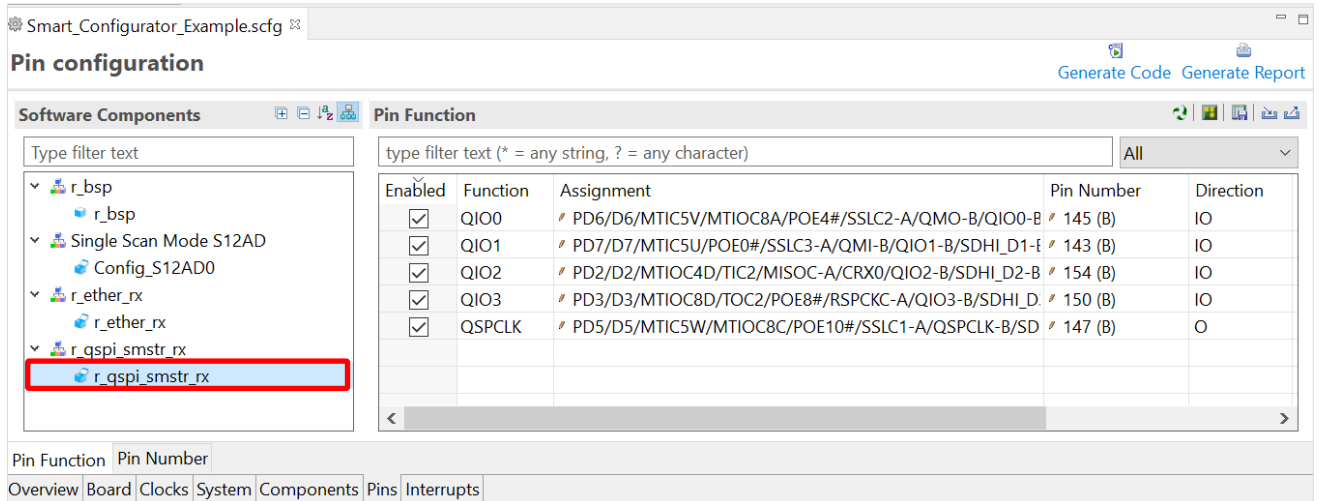 Smart_Configurator_Example.scfg
Pin configuration
Generate Code Generate Report
Software Components
Pin Function
Type filter text
type filter text (* = any string, ? = any character)
All
r_bsp
r_bsp
Single Scan Mode S12AD
Config_S12AD0
r_ether_rx
r_ether_rx
r_qspi_smstr_rx
r_qspi_smstr_rx
Enabled Function Assignment Pin Number Direction
QIO0 PD6/D6/MTIC5V/MTIOC8A/POE4#/SSLC2-A/QMO-B/QIO0-B 145 (B) IO
QIO1 PD7/D7/MTIC5U/POE0#/SSLC3-A/QMI-B/QIO1-B/SDHI_D1-E 143 (B) IO
QIO2 PD2/D2/MTIOC4D/TIC2/MISOC-A/CRX0/QIO2-B/SDHI_D2-B 154 (B) IO
QIO3 PD3/D3/MTIOC8D/TOC2/POE8#/RSPCKC-A/QIO3-B/SDHI_D. 150 (B) IO
QSPCLK PD5/D5/MTIC5W/MTIOC8C/POE10#/SSLC1-A/QSPCLK-B/SD 147 (B) O
Pin Function Pin Number
Overview Board Clocks System Components Pins Interrupts